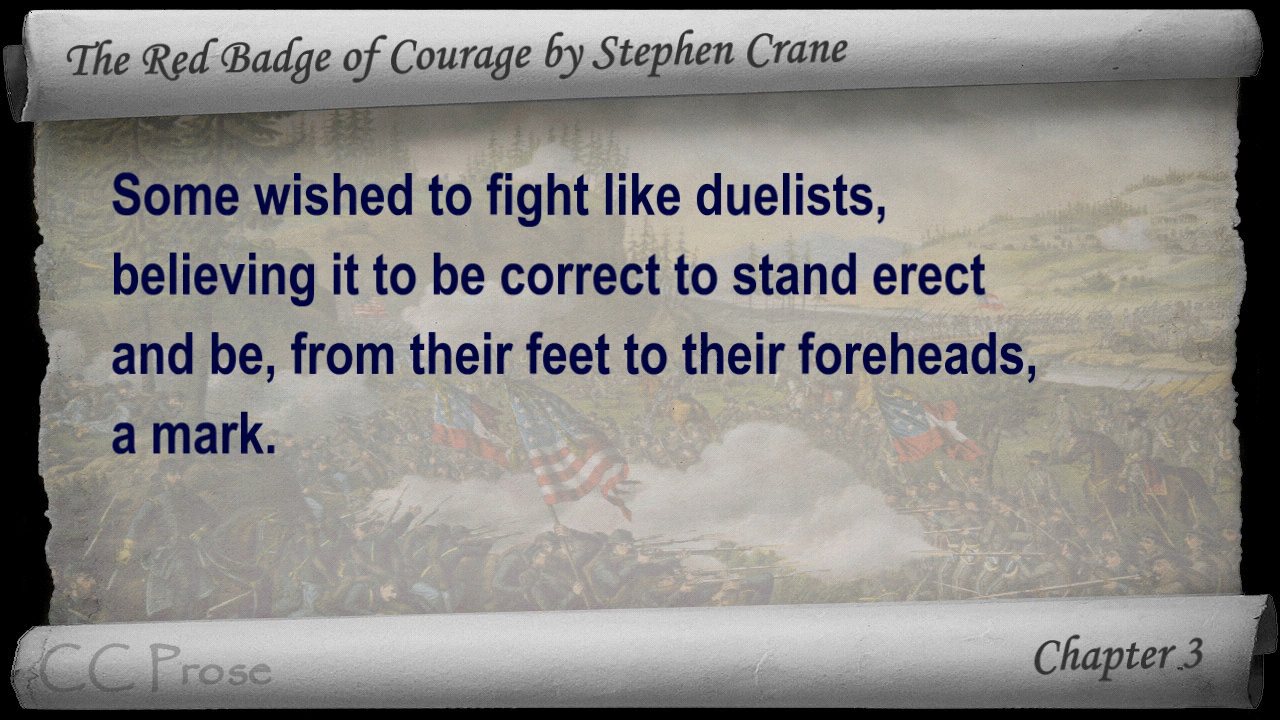 The Red Badge of Courage by Stephen Crane
Some wished to fight like duelists,
believing it to be correct to stand erect
and be, from their feet to their foreheads,
a mark.
CC Prose
Chapter 3